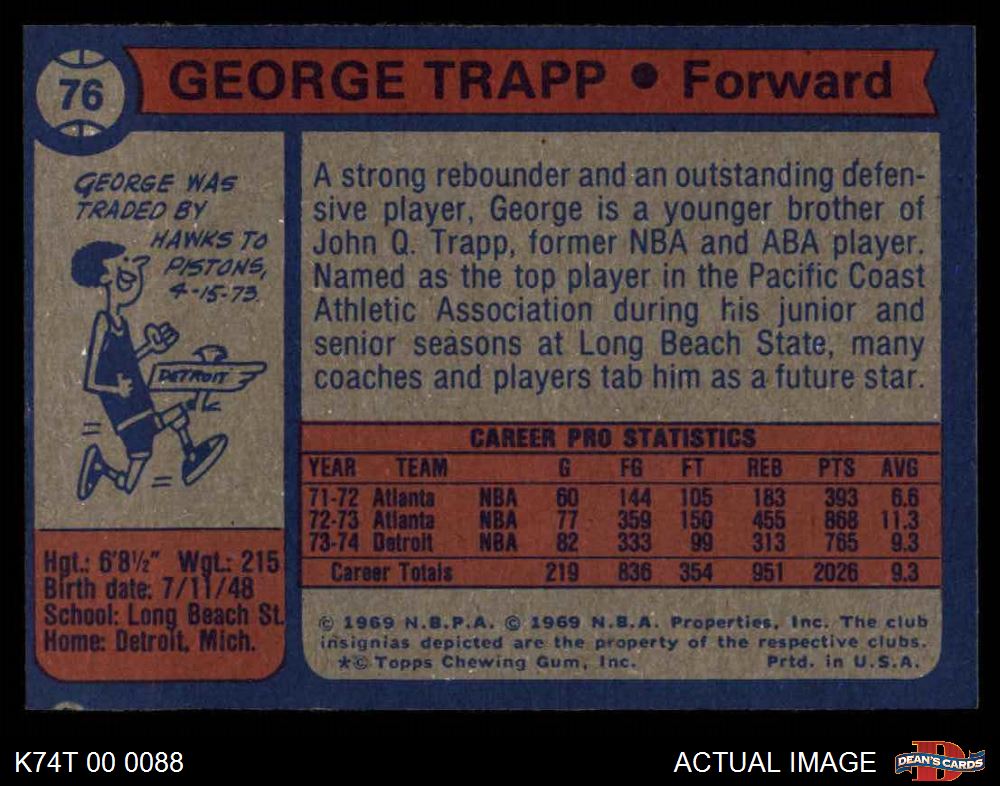 76
GEORGE TRAPP • Forward
GEORGE WAS
TRADED BY
HAWKS TO
PISTONS,
4-15-73
DETROIT
Hgt.: 6'8½" Wgt.: 215
Birth date: 7/11/48
School: Long Beach St.
Home: Detroit, Mich.
A strong rebounder and an outstanding defen-
sive player, George is a younger brother of
John Q. Trapp, former NBA and ABA player.
Named as the top player in the Pacific Coast
Athletic Association during his junior and
senior seasons at Long Beach State, many
coaches and players tab him as a future star.
CAREER PRO STATISTICS
YEAR TEAM G FG FT REB PTS AVG
71-72 Atlanta NBA 60 144 105 183 393 6.6
72-73 Atlanta NBA 77 359 150 455 868 11.3
73-74 Detroit NBA 82 333 99 313 765 9.3
Career Totals 219 836 354 951 2026 9.3
© 1969 N.B.P.A. © 1969 N.B.A. Properties, Inc. The club
insignias depicted are the property of the respective clubs.
*© Topps Chewing Gum, Inc. Prtd. in U.S.A.
K74T 00 0088
ACTUAL IMAGE
D
DEAN'S CARDS